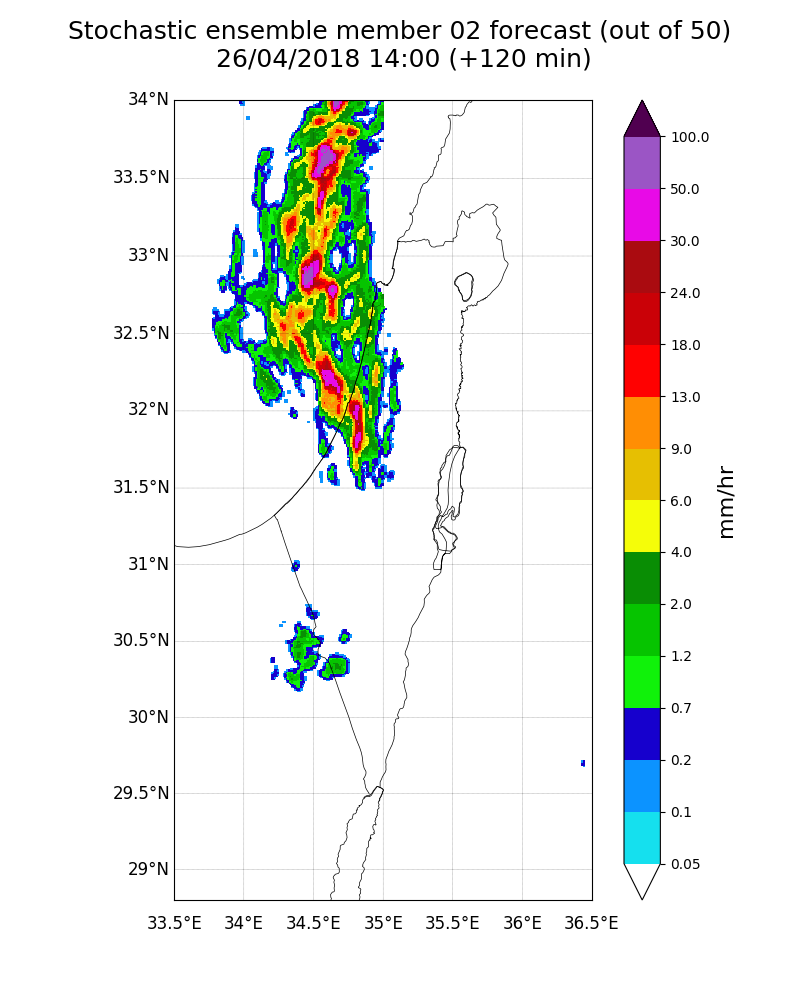 Stochastic ensemble member 02 forecast (out of 50)
26/04/2018 14:00 (+120 min)
34°N
33.5°N
33°N
32.5°N
32°N
31.5°N
31°N
30.5°N
30°N
29.5°N
29°N
33.5°E
34°E
34.5°E
35°E
35.5°E
36°E
36.5°E
100.0
50.0
30.0
24.0
18.0
13.0
9.0
6.0
4.0
2.0
1.2
0.7
0.2
0.1
0.05
mm/hr